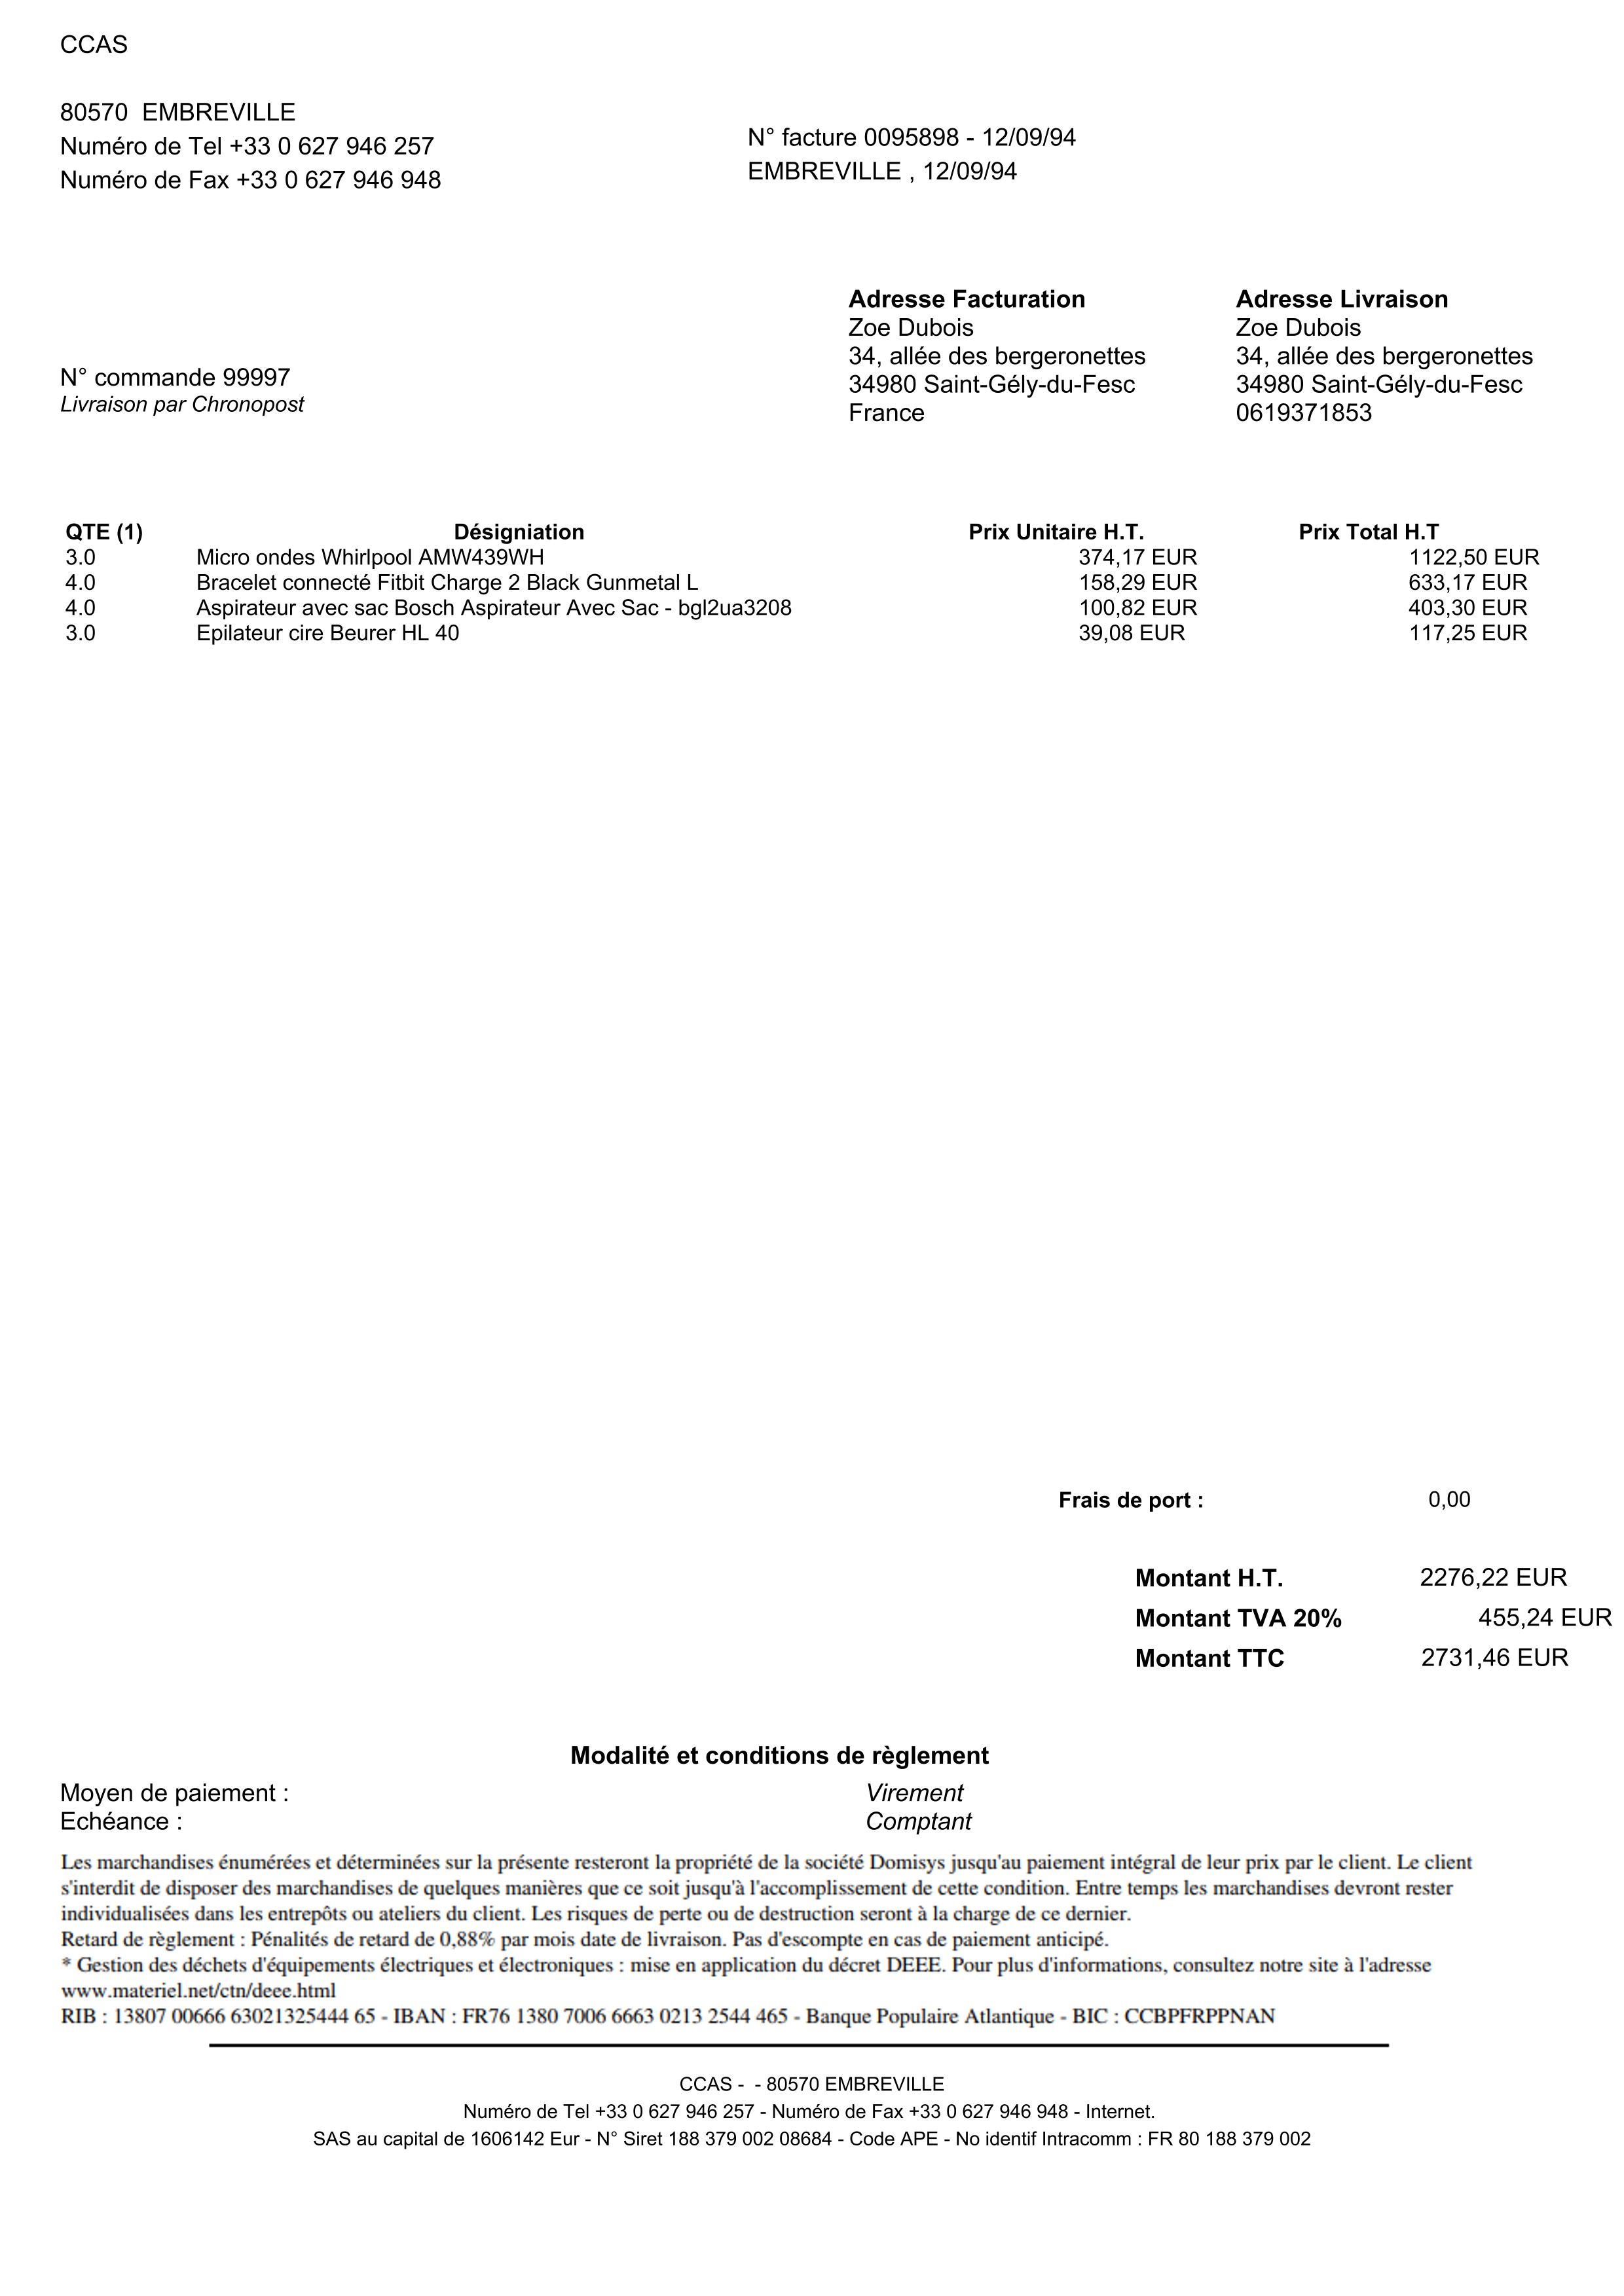 CCAS
80570 EMBREVILLE
Numéro de Tel +33 0 627 946 257
Numéro de Fax +33 0 627 946 948
N° facture 0095898 - 12/09/94
EMBREVILLE , 12/09/94
N° commande 99997
Livraison par Chronopost
Adresse Facturation
Zoe Dubois
34, allée des bergeronettes
34980 Saint-Gély-du-Fesc
France
Adresse Livraison
Zoe Dubois
34, allée des bergeronettes
34980 Saint-Gély-du-Fesc
0619371853
QTE (1) Désigniation Prix Unitaire H.T. Prix Total H.T
3.0 Micro ondes Whirlpool AMW439WH 374,17 EUR 1122,50 EUR
4.0 Bracelet connecté Fitbit Charge 2 Black Gunmetal L 158,29 EUR 633,17 EUR
4.0 Aspirateur avec sac Bosch Aspirateur Avec Sac - bgl2ua3208 100,82 EUR 403,30 EUR
3.0 Epilateur cire Beurer HL 40 39,08 EUR 117,25 EUR
Frais de port : 0,00
Montant H.T. 2276,22 EUR
Montant TVA 20% 455,24 EUR
Montant TTC 2731,46 EUR
Modalité et conditions de règlement
Moyen de paiement : Virement
Echéance : Comptant
Les marchandises énumérées et déterminées sur la présente resteront la propriété de la société Domisys jusqu'au paiement intégral de leur prix par le client. Le client
s'interdit de disposer des marchandises de quelques manières que ce soit jusqu'à l'accomplissement de cette condition. Entre temps les marchandises devront rester
individualisées dans les entrepôts ou ateliers du client. Les risques de perte ou de destruction seront à la charge de ce dernier.
Retard de règlement : Pénalités de retard de 0,88% par mois date de livraison. Pas d'escompte en cas de paiement anticipé.
* Gestion des déchets d'équipements électriques et électroniques : mise en application du décret DEEE. Pour plus d'informations, consultez notre site à l'adresse
www.materiel.net/ctn/deee.html
RIB : 13807 00666 63021325444 65 - IBAN : FR76 1380 7006 6663 0213 2544 465 - Banque Populaire Atlantique - BIC : CCBPFRPPNAN
CCAS - - 80570 EMBREVILLE
Numéro de Tel +33 0 627 946 257 - Numéro de Fax +33 0 627 946 948 - Internet.
SAS au capital de 1606142 Eur - N° Siret 188 379 002 08684 - Code APE - No identif Intracomm : FR 80 188 379 002